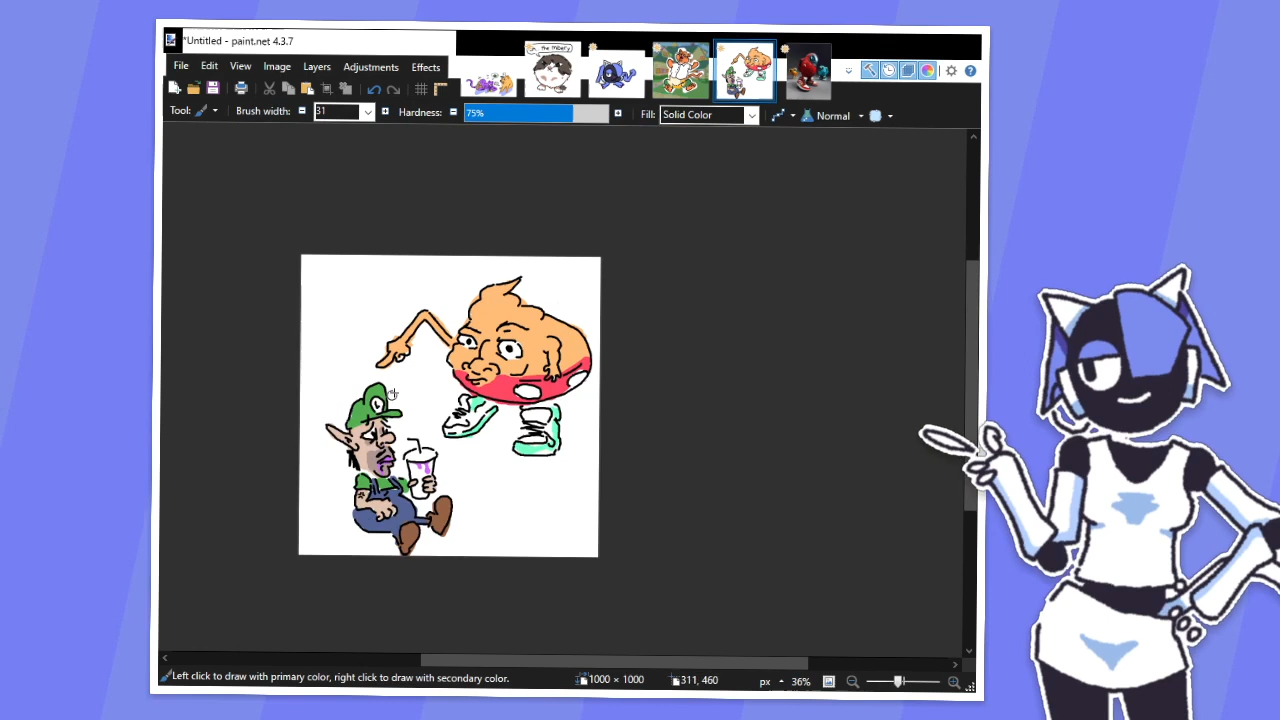 *Untitled - paint.net 4.3.7
File Edit View Image Layers Adjustments Effects
Tool: Brush width: 31 Hardness: 75% Fill: Solid Color Normal
L
Left click to draw with primary color, right click to draw with secondary color. 1000 × 1000 311, 460 px 36%